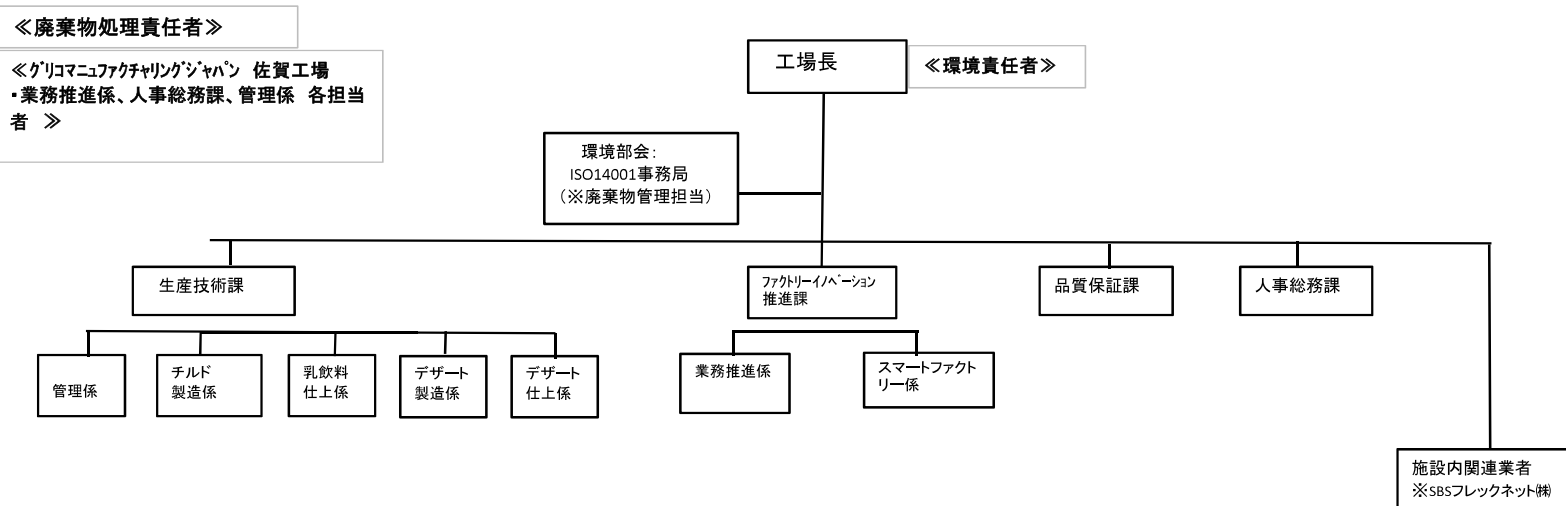 ≪廃棄物処理責任者≫
≪ｸﾞﾘｺﾏﾆｭﾌｧｸﾁｬﾘﾝｸﾞｼﾞｬﾊﾟﾝ 佐賀工場
・業務推進係、人事総務課、管理係 各担当
者 ≫
工場長
≪環境責任者≫
環境部会：
ISO14001事務局
（※廃棄物管理担当）
生産技術課
ﾌｧｸﾄﾘｰｲﾉﾍﾞｰｼｮﾝ
推進課
品質保証課
人事総務課
管理係
チルド
製造係
乳飲料
仕上係
デザート
製造係
デザート
仕上係
業務推進係
スマートファクト
リー係
施設内関連業者
※SBSフレックネット㈱